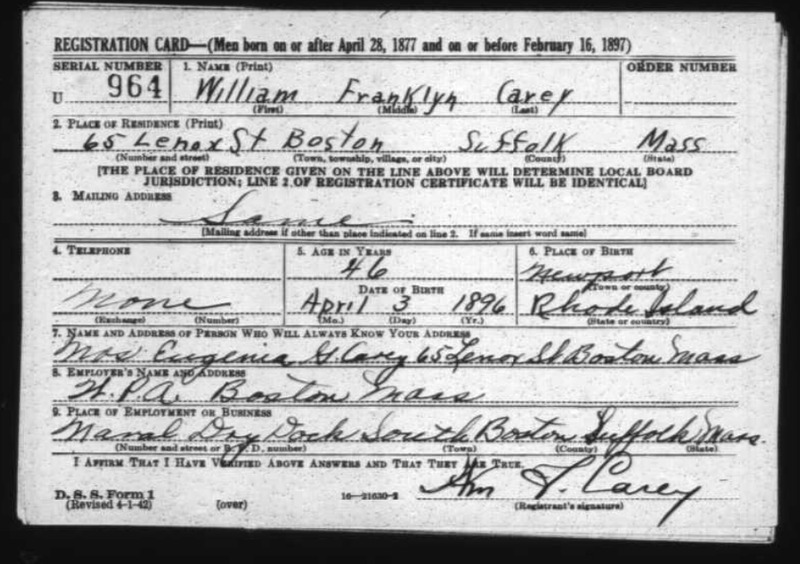 REGISTRATION CARD—(Men born on or after April 28, 1877 and on or before February 16, 1897)
SERIAL NUMBER 1. NAME (Print) ORDER NUMBER
U 964 William Franklyn Carey
(First) (Middle) (Last)
2. PLACE OF RESIDENCE (Print)
65 Lenox St Boston Suffolk Mass
(Number and street) (Town, township, village, or city) (County) (State)
[THE PLACE OF RESIDENCE GIVEN ON THE LINE ABOVE WILL DETERMINE LOCAL BOARD
JURISDICTION; LINE 2 OF REGISTRATION CERTIFICATE WILL BE IDENTICAL]
3. MAILING ADDRESS
Same
[Mailing address if other than place indicated on line 2. If same insert word same]
4. TELEPHONE 5. AGE IN YEARS 6. PLACE OF BIRTH
46 Newport
DATE OF BIRTH (Town or county)
None April 3 1896 Rhode Island
(Exchange) (Number) (Mo.) (Day) (Yr.) (State or country)
7. NAME AND ADDRESS OF PERSON WHO WILL ALWAYS KNOW YOUR ADDRESS
Mrs Eugenia G. Carey 65 Lenox St Boston Mass
8. EMPLOYER'S NAME AND ADDRESS
W.P.A. Boston Mass
9. PLACE OF EMPLOYMENT OR BUSINESS
Naval Dry Dock South Boston Suffolk Mass.
(Number and street or R. F. D. number) (Town) (County) (State)
I AFFIRM THAT I HAVE VERIFIED ABOVE ANSWERS AND THAT THEY ARE TRUE.
Wm F. Carey
D. S. S. Form 1
(Revised 4-1-42) (over) 16—21630-2 (Registrant's signature)